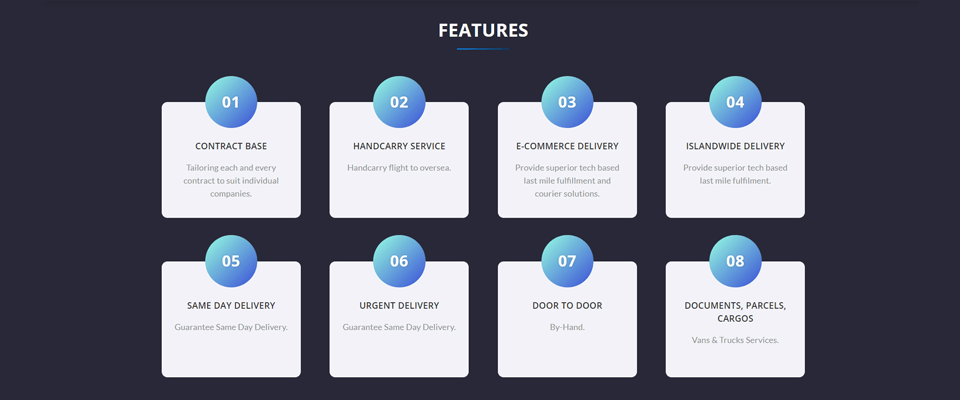 FEATURES
01
CONTRACT BASE
Tailoring each and every
contract to suit individual
companies.
02
HANDCARRY SERVICE
Handcarry flight to oversea.
03
E-COMMERCE DELIVERY
Provide superior tech based
last mile fulfillment and
courier solutions.
04
ISLANDWIDE DELIVERY
Provide superior tech based
last mile fulfilment.
05
SAME DAY DELIVERY
Guarantee Same Day Delivery.
06
URGENT DELIVERY
Guarantee Same Day Delivery.
07
DOOR TO DOOR
By-Hand.
08
DOCUMENTS, PARCELS,
CARGOS
Vans & Trucks Services.